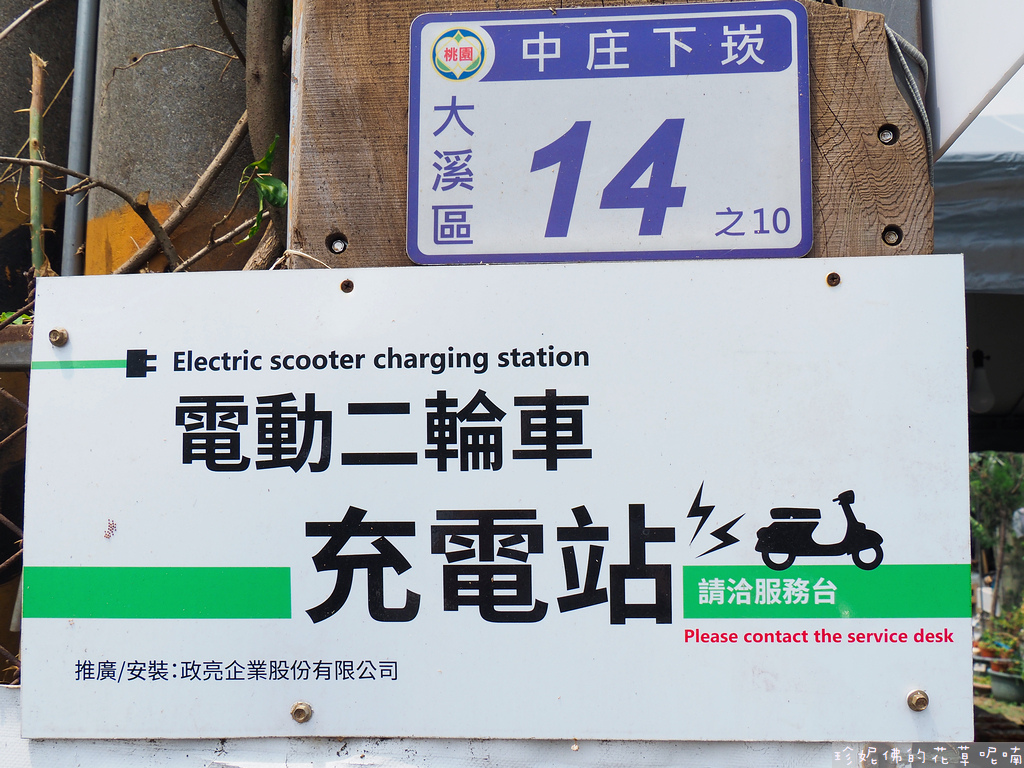 桃園
中庄下崁
大溪區
14
之10
Electric scooter charging station
電動二輪車
充電站
請洽服務台
Please contact the service desk
推廣/安裝:政亮企業股份有限公司
珍妮佛的花草呢喃